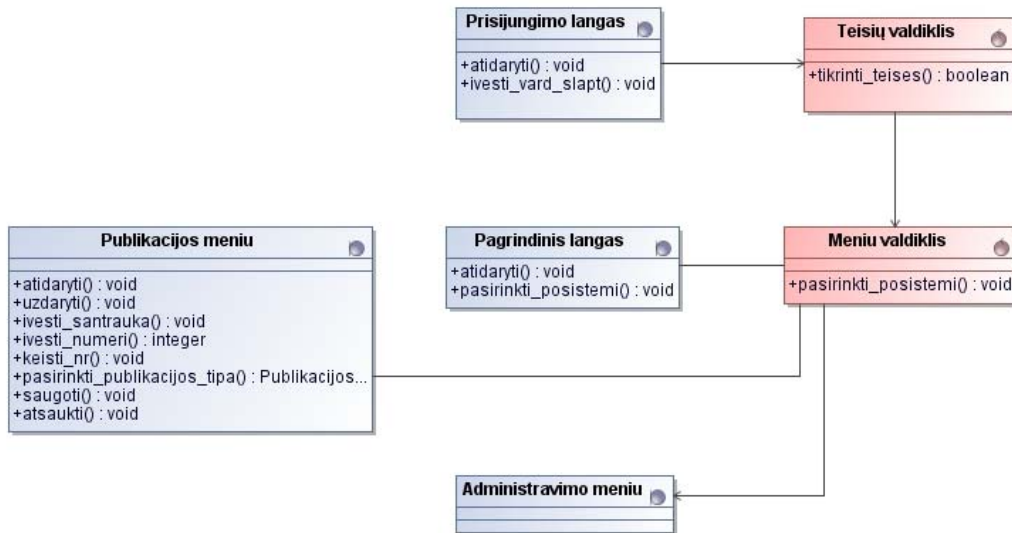 Prisijungimo langas
+atidaryti() : void
+ivesti_vard_slapt() : void
Teisių valdiklis
+tikrinti_teises() : boolean
Publikacijos meniu
+atidaryti() : void
+uzdaryti() : void
+ivesti_santrauka() : void
+ivesti_numeri() : integer
+keisti_nr() : void
+pasirinkti_publikacijos_tipa() : Publikacijos...
+saugoti() : void
+atsaukti() : void
Pagrindinis langas
+atidaryti() : void
+pasirinkti_posistemi() : void
Meniu valdiklis
+pasirinkti_posistemi() : void
Administravimo meniu